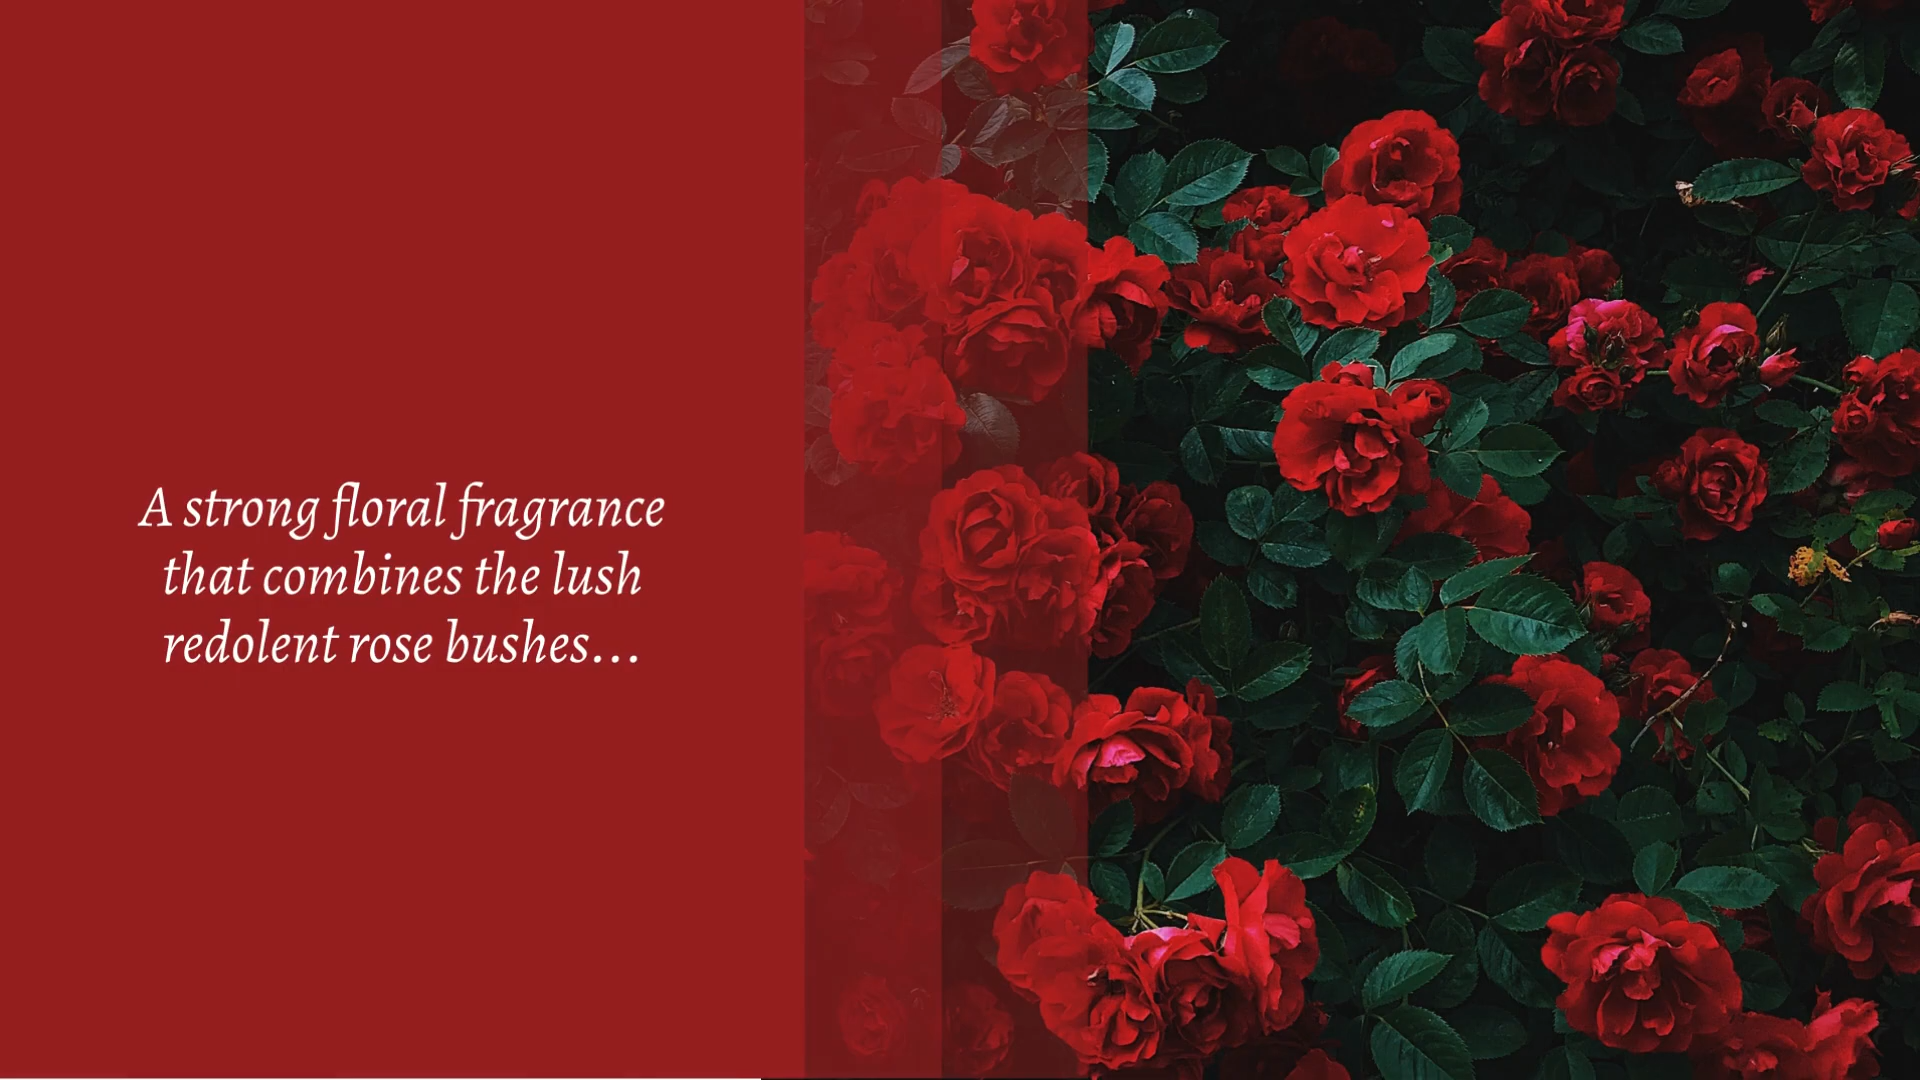 A strong floral fragrance
that combines the lush
redolent rose bushes...